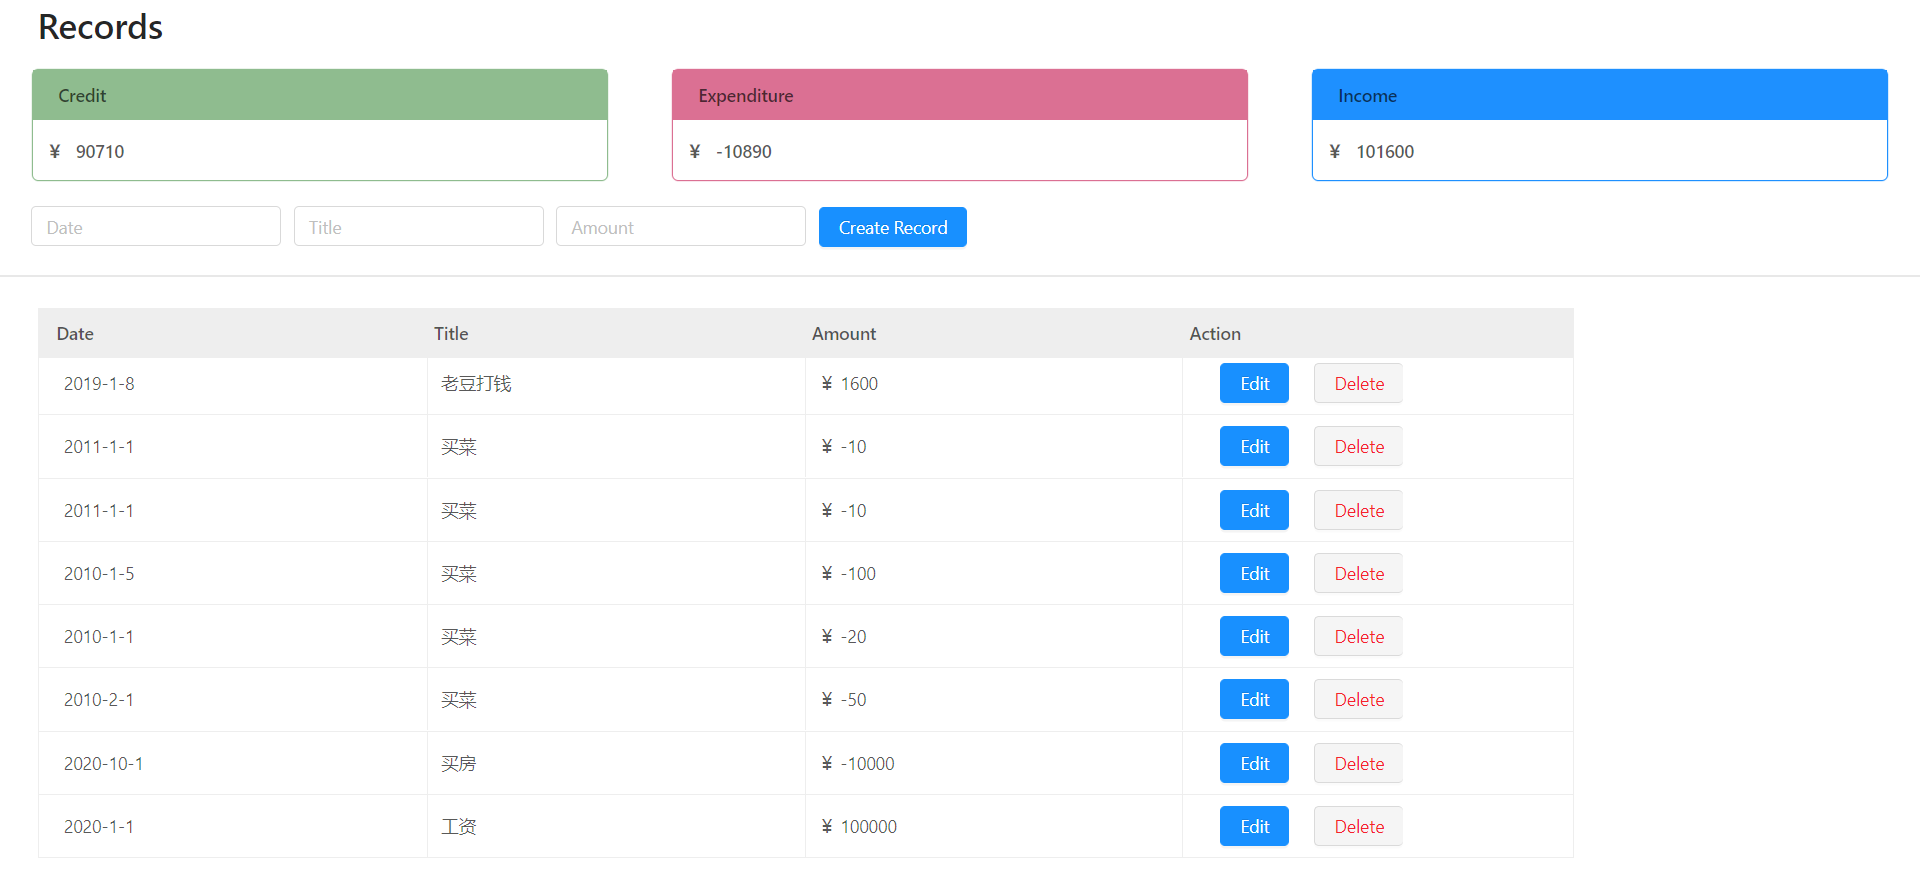 Records
Credit Expenditure Income
¥ 90710 ¥ -10890 ¥ 101600
Date Title Amount Create Record
Date Title Amount Action
2019-1-8 老豆打钱 ¥ 1600 Edit Delete
2011-1-1 买菜 ¥ -10 Edit Delete
2011-1-1 买菜 ¥ -10 Edit Delete
2010-1-5 买菜 ¥ -100 Edit Delete
2010-1-1 买菜 ¥ -20 Edit Delete
2010-2-1 买菜 ¥ -50 Edit Delete
2020-10-1 买房 ¥ -10000 Edit Delete
2020-1-1 工资 ¥ 100000 Edit Delete